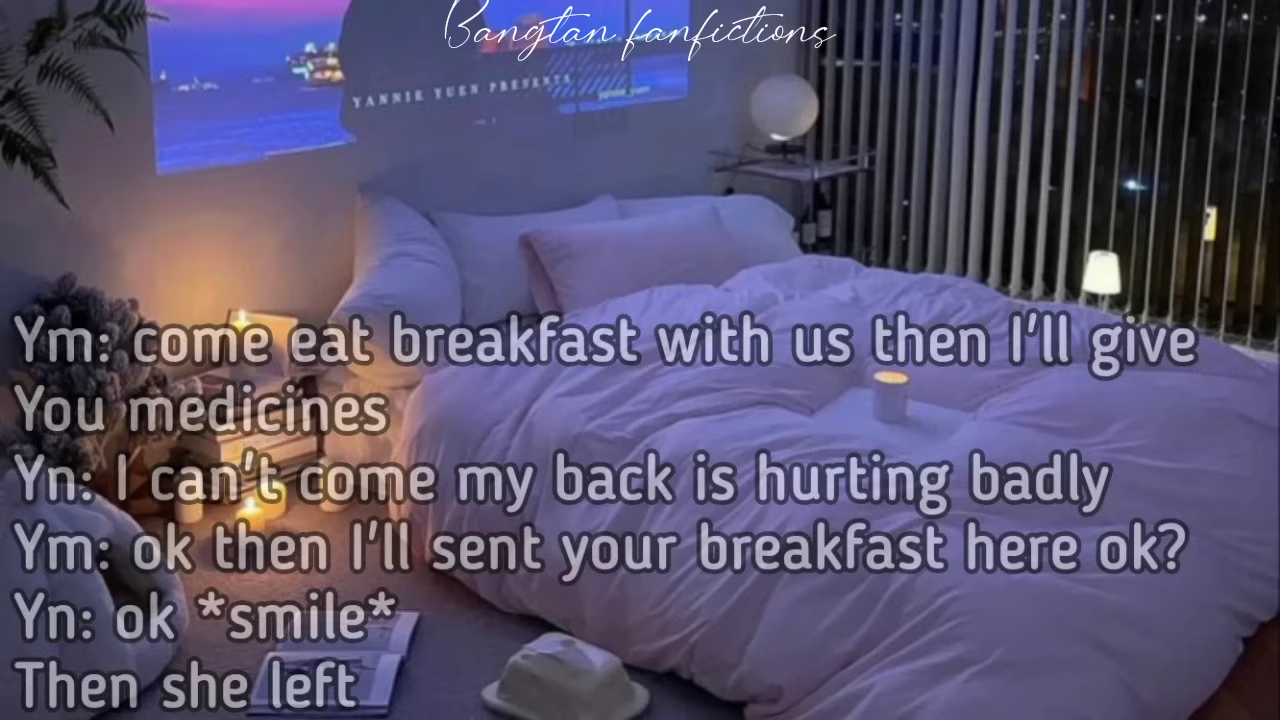 Bangtan fanfictions
YANNIE YUEN PRESENTS
Ym: come eat breakfast with us then I'll give
You medicines
Yn: I can't come my back is hurting badly
Ym: ok then I'll sent your breakfast here ok?
Yn: ok *smile*
Then she left